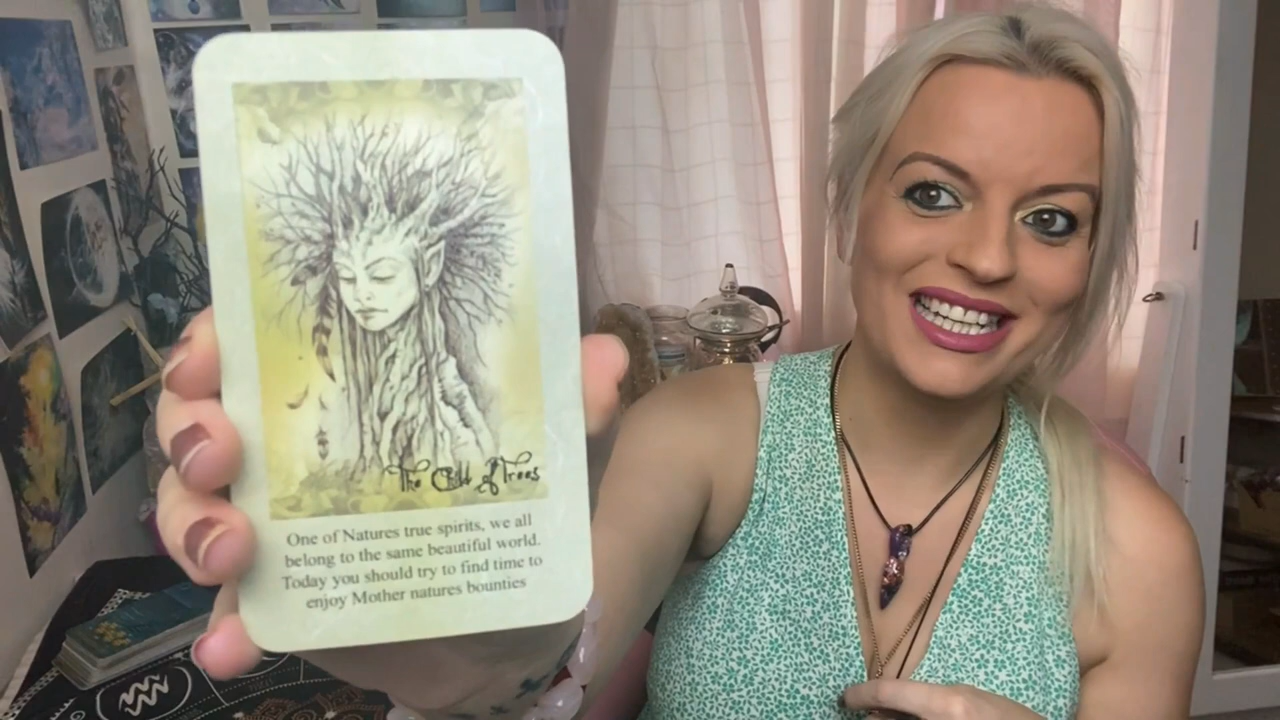 The Child of Trees
One of Natures true spirits, we all
belong to the same beautiful world.
Today you should try to find time to
enjoy Mother natures bounties